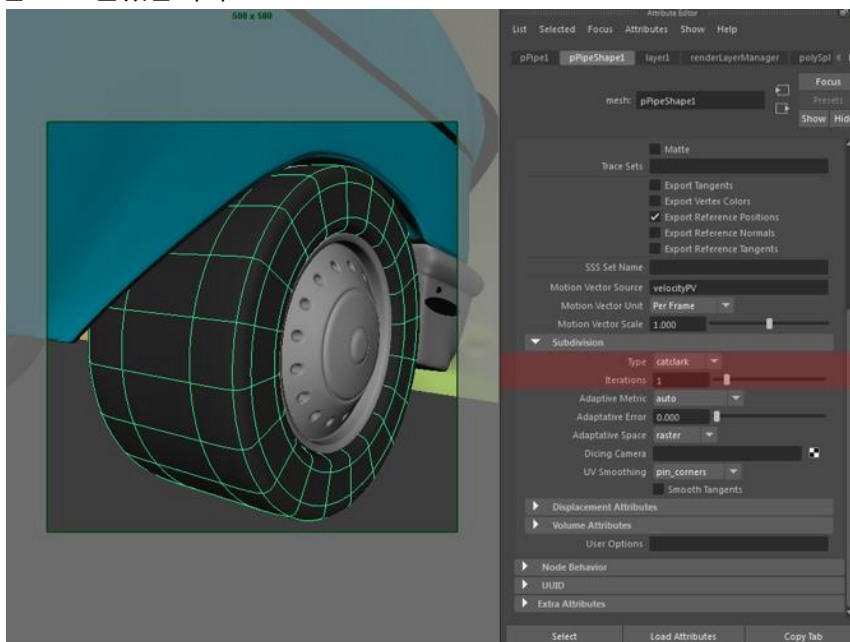 500 x 500
Attribute Editor
List Selected Focus Attributes Show Help
pPipe1 pPipeShape1 layer1 renderLayerManager polySpl
Focus
mesh: pPipeShape1
Presets
Show Hid
Matte
Trace Sets
Export Tangents
Export Vertex Colors
Export Reference Positions
Export Reference Normals
Export Reference Tangents
SSS Set Name
Motion Vector Source velocityPV
Motion Vector Unit Per Frame
Motion Vector Scale 1.000
Subdivision
Type catclark
Iterations 1
Adaptive Metric auto
Adaptative Error 0.000
Adaptative Space raster
Dicing Camera
UV Smoothing pin_corners
Smooth Tangents
Displacement Attributes
Volume Attributes
User Options
Node Behavior
UUID
Extra Attributes
Select Load Attributes Copy Tab